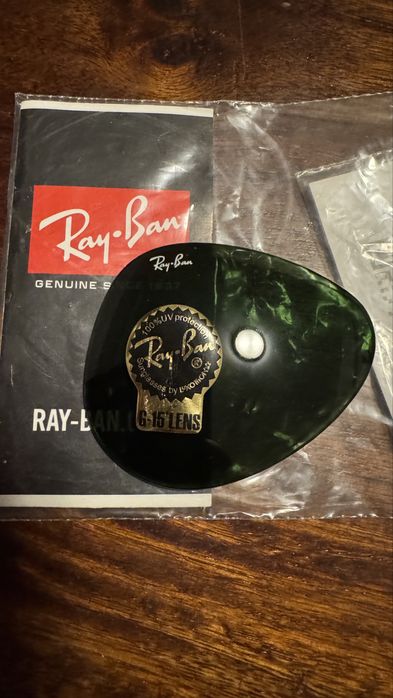 Ray·Ban
GENUINE SINCE 1937
Ray-Ban
100% UV protection
Ray·Ban
®
Sunglasses by Luxottica
G-15 LENS
RAY-BAN.